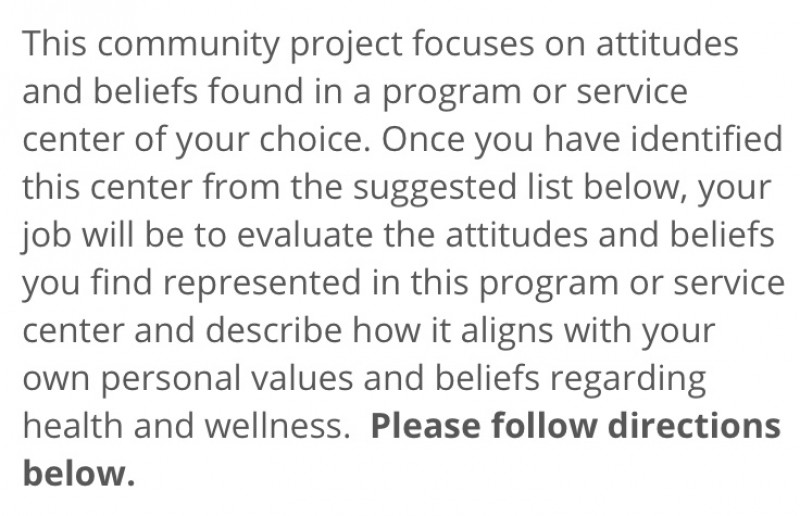 This community project focuses on attitudes
and beliefs found in a program or service
center of your choice. Once you have identified
this center from the suggested list below, your
job will be to evaluate the attitudes and beliefs
you find represented in this program or service
center and describe how it aligns with your
own personal values and beliefs regarding
health and wellness.  Please follow directions
below.